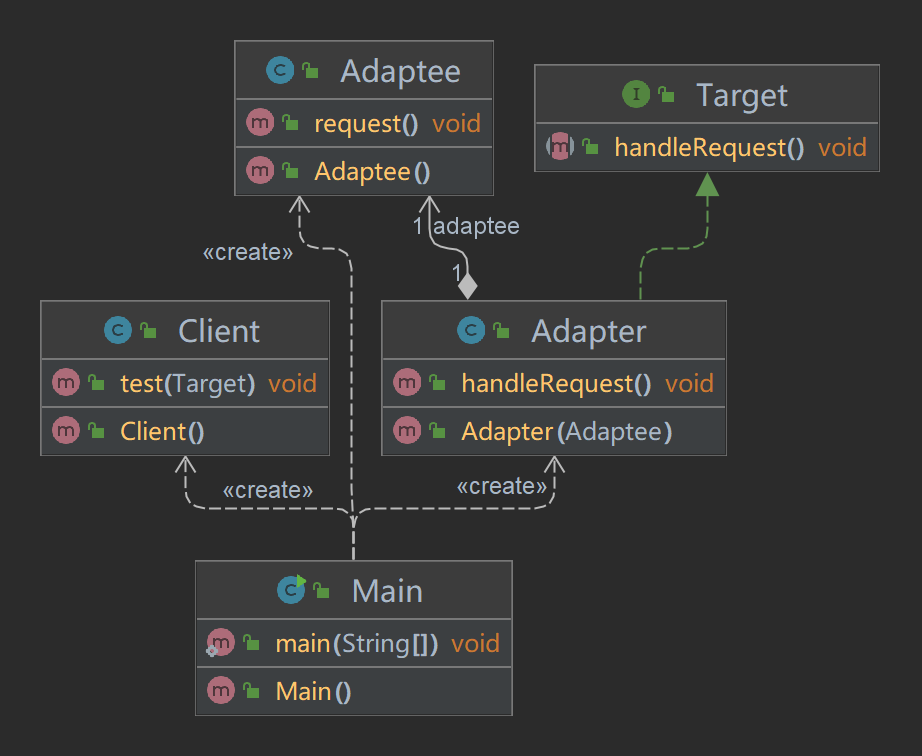 Adaptee
request() void
Adaptee()
Target
handleRequest() void
1 adaptee
«create»
1
Client
test(Target) void
Client()
Adapter
handleRequest() void
Adapter(Adaptee)
«create»
«create»
Main
main(String[]) void
Main()